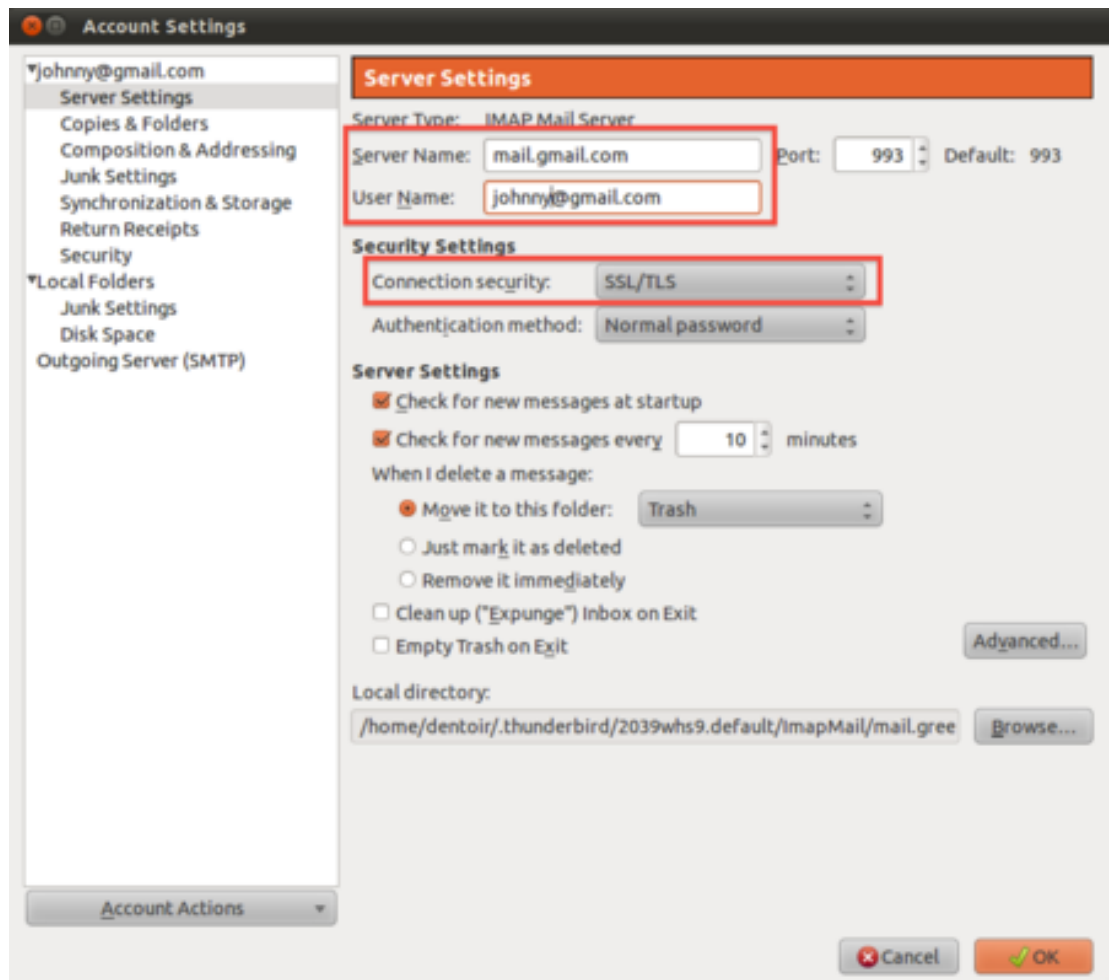 Account Settings
johnny@gmail.com
Server Settings
Copies & Folders
Composition & Addressing
Junk Settings
Synchronization & Storage
Return Receipts
Security
Local Folders
Junk Settings
Disk Space
Outgoing Server (SMTP)
Account Actions
Server Settings
Server Type: IMAP Mail Server
Server Name: mail.gmail.com Port: 993 Default: 993
User Name: johnny@gmail.com
Security Settings
Connection security: SSL/TLS
Authentication method: Normal password
Server Settings
Check for new messages at startup
Check for new messages every 10 minutes
When I delete a message:
Move it to this folder: Trash
Just mark it as deleted
Remove it immediately
Clean up ("Expunge") Inbox on Exit
Empty Trash on Exit
Advanced...
Local directory:
/home/dentoir/.thunderbird/2039whs9.default/ImapMail/mail.gree Browse...
Cancel OK